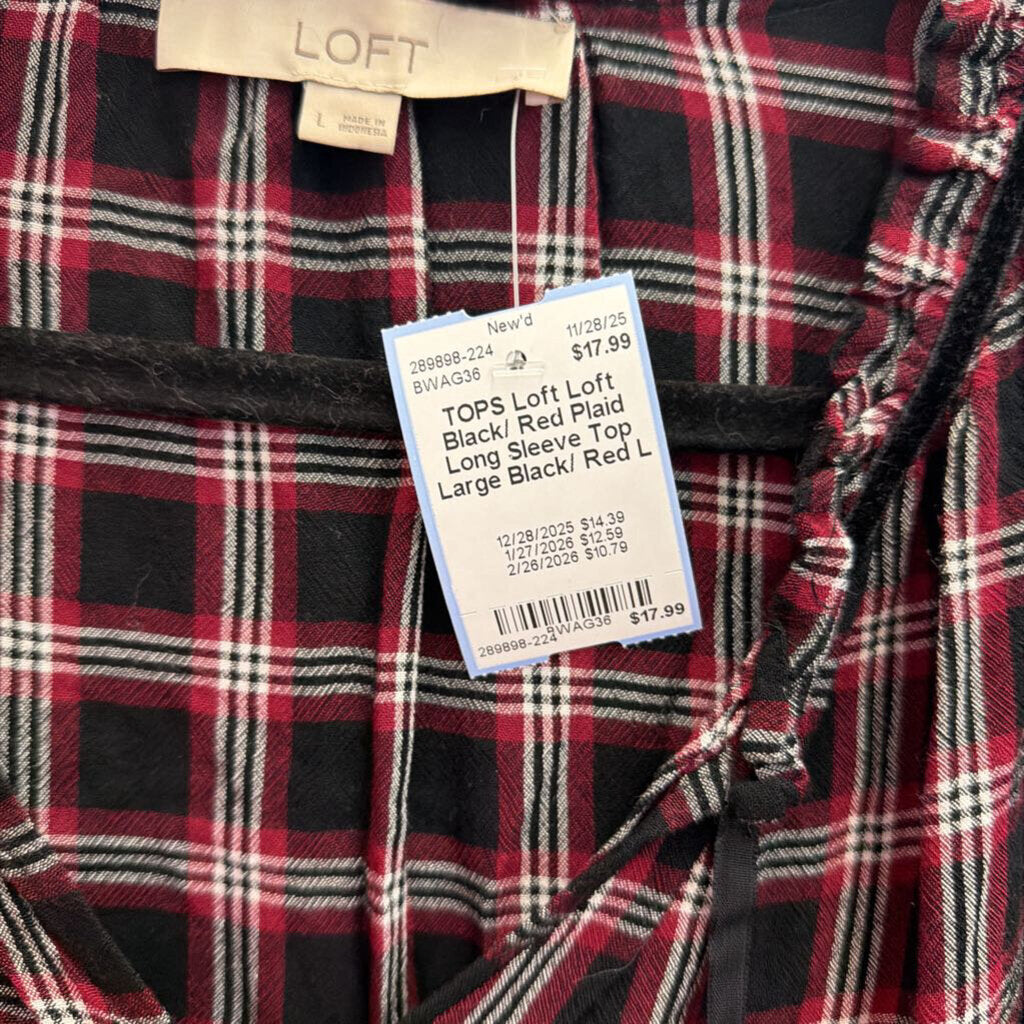 LOFT
L
MADE IN
INDONESIA
New'd
289898-224
11/28/25
BWAG36
$17.99
TOPS Loft Loft
Black/ Red Plaid
Long Sleeve Top
Large Black/ Red L
12/28/2025 $14.39
1/27/2026 $12.59
2/26/2026 $10.79
289898-224
BWAG36
$17.99